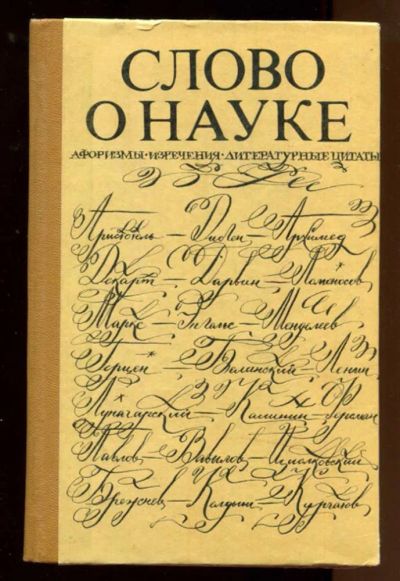 СЛОВО
О НАУКЕ
АФОРИЗМЫ·ИЗРЕЧЕНИЯ·ЛИТЕРАТУРНЫЕ ЦИТАТЫ
Аристотель — Диоген — Архимед
Декарт — Дарвин — Ломоносов
Маркс — Энгельс — Менделеев
Герцен — Белинский — Ленин
Луначарский — Калинин —
Павлов — Вавилов — Циолковский
Брежнев — Келдыш — Курчатов